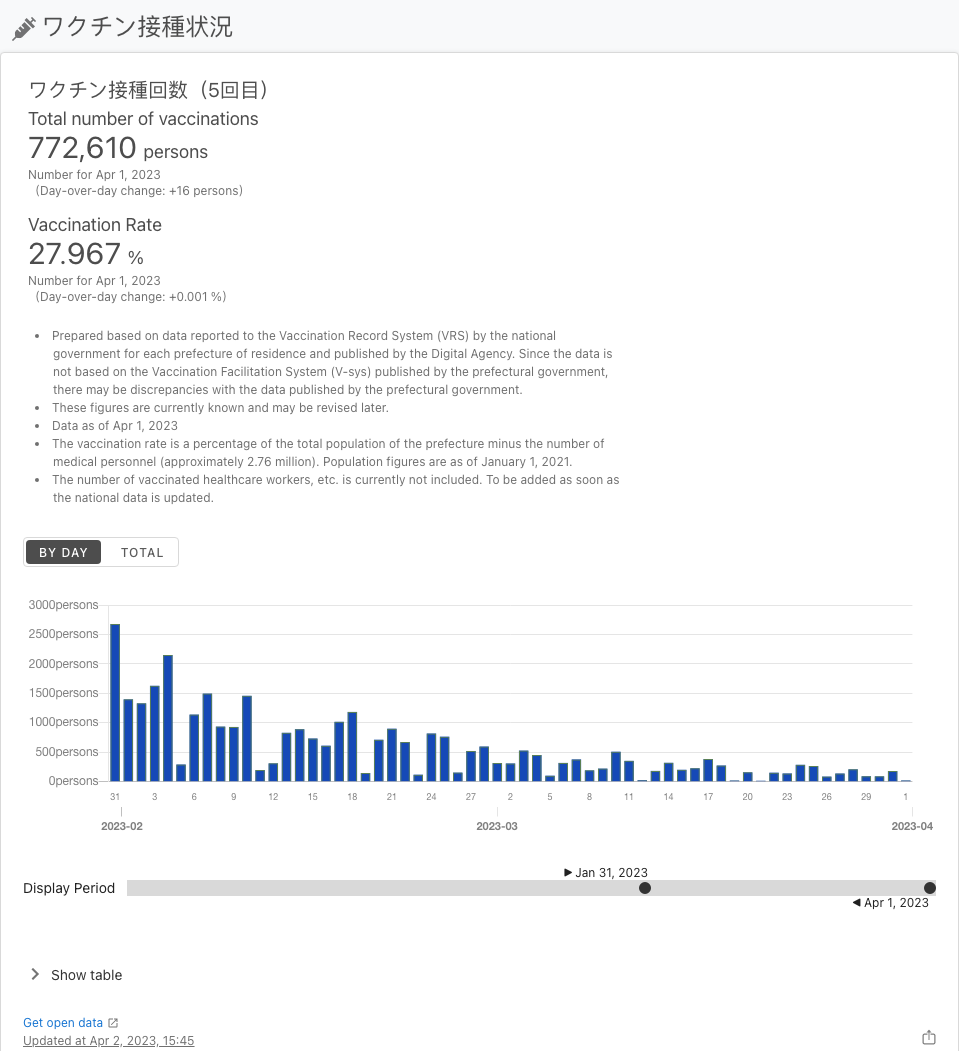 ワクチン接種状況
ワクチン接種回数（5回目）
Total number of vaccinations
772,610 persons
Number for Apr 1, 2023
（Day-over-day change: +16 persons）
Vaccination Rate
27.967 %
Number for Apr 1, 2023
（Day-over-day change: +0.001 %）
• Prepared based on data reported to the Vaccination Record System (VRS) by the national
government for each prefecture of residence and published by the Digital Agency. Since the data is
not based on the Vaccination Facilitation System (V-sys) published by the prefectural government,
there may be discrepancies with the data published by the prefectural government.
• These figures are currently known and may be revised later.
• Data as of Apr 1, 2023
• The vaccination rate is a percentage of the total population of the prefecture minus the number of
medical personnel (approximately 2.76 million). Population figures are as of January 1, 2021.
• The number of vaccinated healthcare workers, etc. is currently not included. To be added as soon as
the national data is updated.
BY DAY TOTAL
3000persons
2500persons
2000persons
1500persons
1000persons
500persons
0persons
31 3 6 9 12 15 18 21 24 27 2 5 8 11 14 17 20 23 26 29 1
2023-02 2023-03 2023-04
▶ Jan 31, 2023
Display Period
◀ Apr 1, 2023
Show table
Get open data
Updated at Apr 2, 2023, 15:45